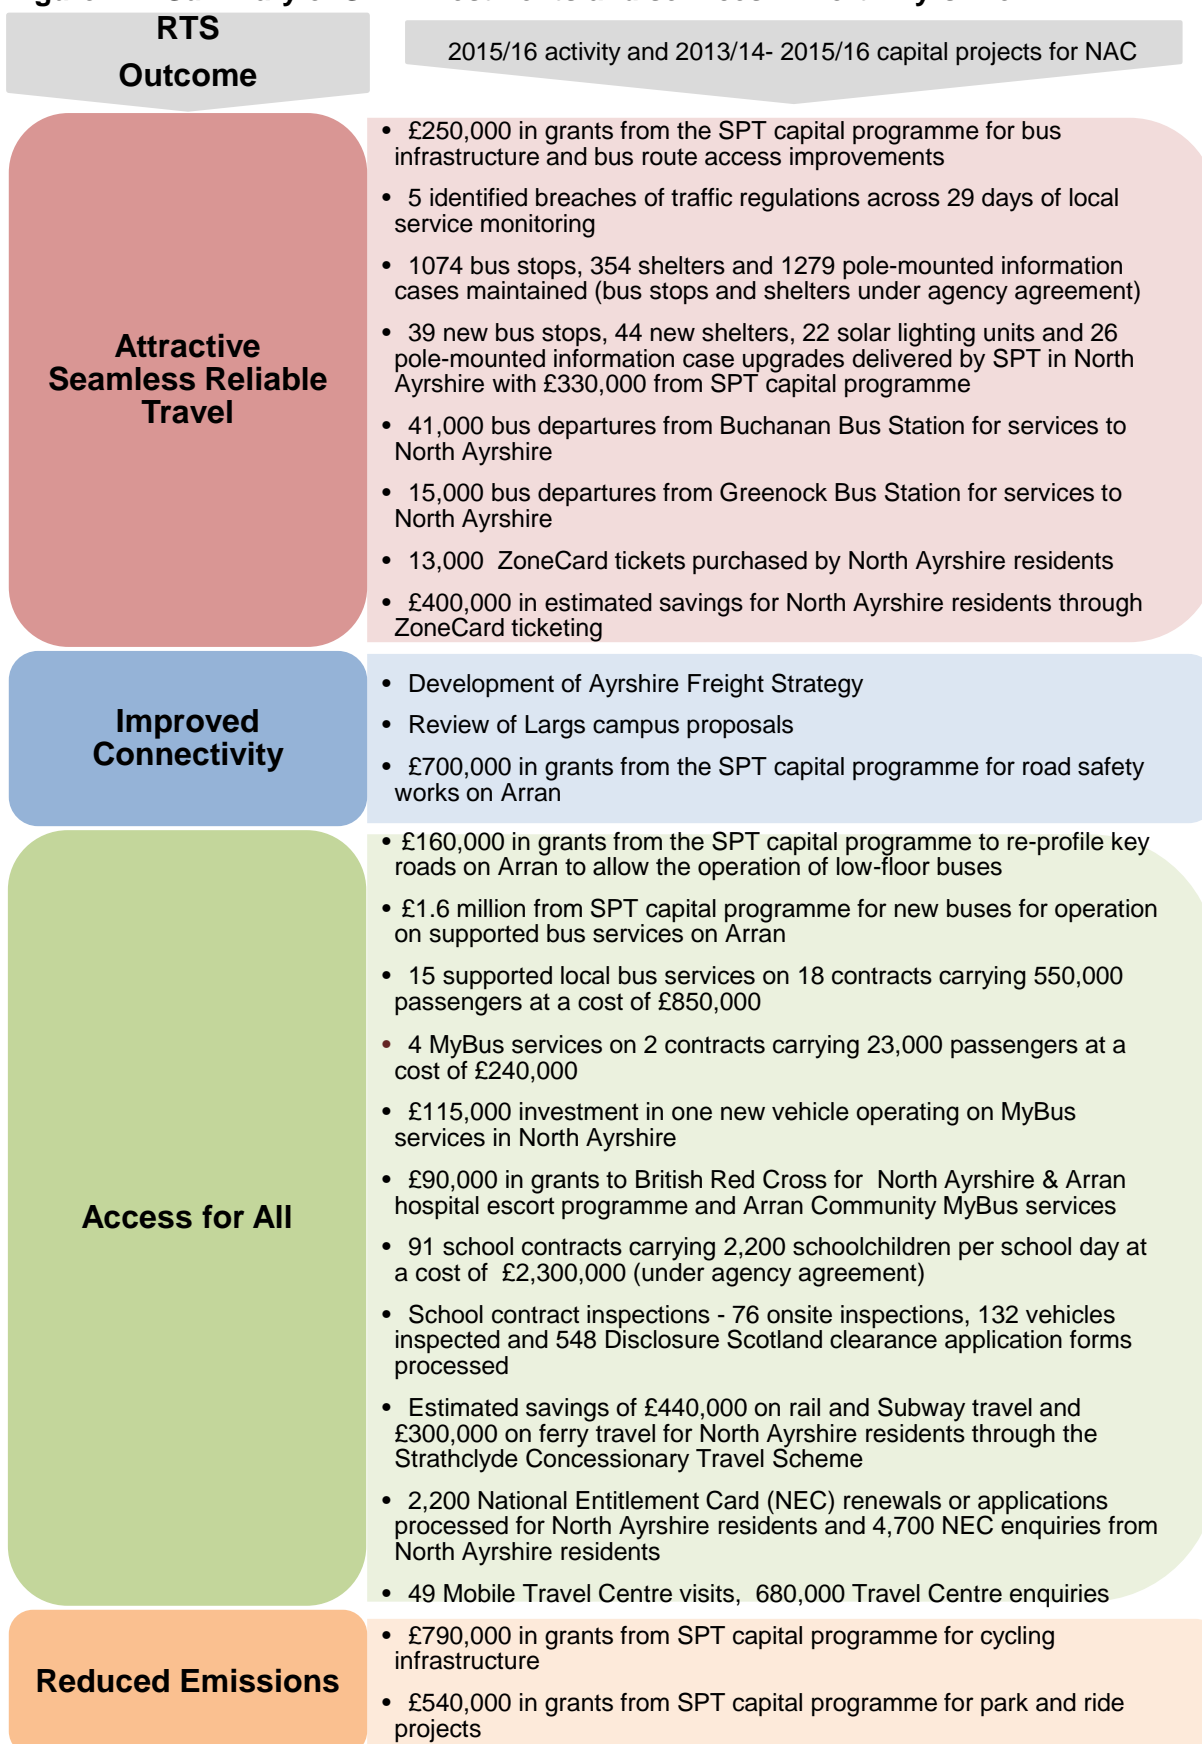 RTS
Outcome
2015/16 activity and 2013/14- 2015/16 capital projects for NAC
Attractive
Seamless Reliable
Travel
• £250,000 in grants from the SPT capital programme for bus
infrastructure and bus route access improvements
• 5 identified breaches of traffic regulations across 29 days of local
service monitoring
• 1074 bus stops, 354 shelters and 1279 pole-mounted information
cases maintained (bus stops and shelters under agency agreement)
• 39 new bus stops, 44 new shelters, 22 solar lighting units and 26
pole-mounted information case upgrades delivered by SPT in North
Ayrshire with £330,000 from SPT capital programme
• 41,000 bus departures from Buchanan Bus Station for services to
North Ayrshire
• 15,000 bus departures from Greenock Bus Station for services to
North Ayrshire
• 13,000 ZoneCard tickets purchased by North Ayrshire residents
• £400,000 in estimated savings for North Ayrshire residents through
ZoneCard ticketing
Improved
Connectivity
• Development of Ayrshire Freight Strategy
• Review of Largs campus proposals
• £700,000 in grants from the SPT capital programme for road safety
works on Arran
Access for All
• £160,000 in grants from the SPT capital programme to re-profile key
roads on Arran to allow the operation of low-floor buses
• £1.6 million from SPT capital programme for new buses for operation
on supported bus services on Arran
• 15 supported local bus services on 18 contracts carrying 550,000
passengers at a cost of £850,000
• 4 MyBus services on 2 contracts carrying 23,000 passengers at a
cost of £240,000
• £115,000 investment in one new vehicle operating on MyBus
services in North Ayrshire
• £90,000 in grants to British Red Cross for North Ayrshire & Arran
hospital escort programme and Arran Community MyBus services
• 91 school contracts carrying 2,200 schoolchildren per school day at
a cost of £2,300,000 (under agency agreement)
• School contract inspections - 76 onsite inspections, 132 vehicles
inspected and 548 Disclosure Scotland clearance application forms
processed
• Estimated savings of £440,000 on rail and Subway travel and
£300,000 on ferry travel for North Ayrshire residents through the
Strathclyde Concessionary Travel Scheme
• 2,200 National Entitlement Card (NEC) renewals or applications
processed for North Ayrshire residents and 4,700 NEC enquiries from
North Ayrshire residents
• 49 Mobile Travel Centre visits, 680,000 Travel Centre enquiries
Reduced Emissions
• £790,000 in grants from SPT capital programme for cycling
infrastructure
• £540,000 in grants from SPT capital programme for park and ride
projects